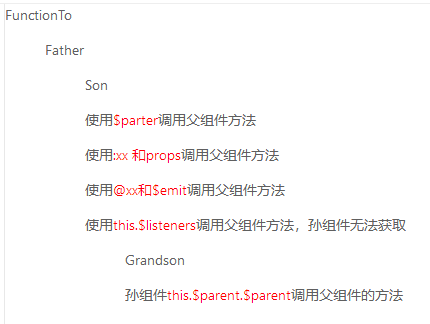 FunctionTo
Father
Son
使用$parter调用父组件方法
使用:xx 和props调用父组件方法
使用@xx和$emit调用父组件方法
使用this.$listeners调用父组件方法，孙组件无法获取
Grandson
孙组件this.$parent.$parent调用父组件的方法